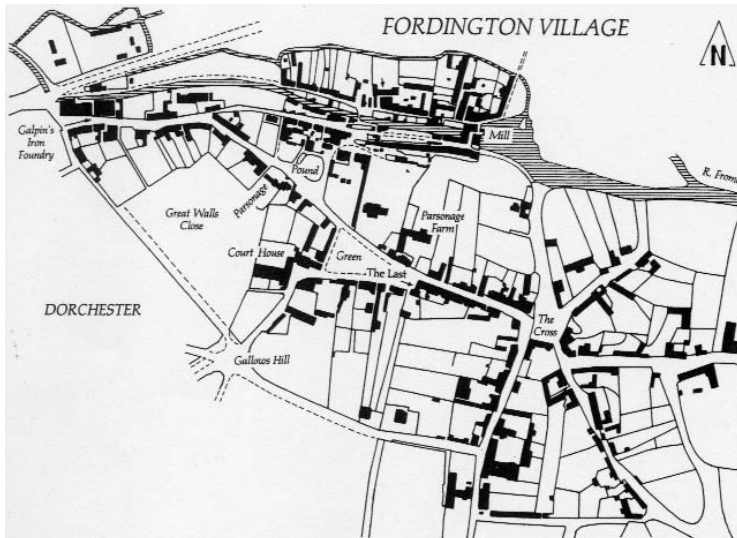 FORDINGTON VILLAGE
N
Galpin's
Iron
Foundry
Mill
Pound
R. Frome
Parsonage
Great Walls
Close
Parsonage
Farm
Court House
Green
The Last
DORCHESTER
The
Cross
Gallows Hill